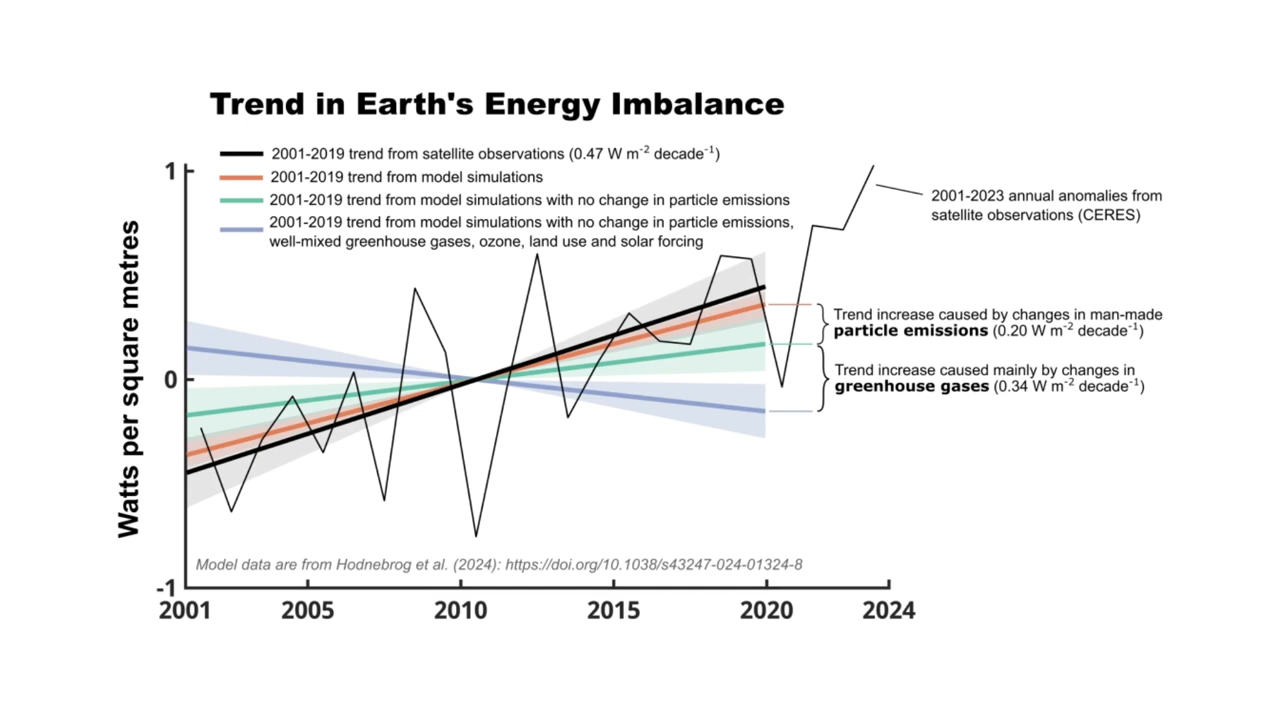 Trend in Earth's Energy Imbalance
2001-2019 trend from satellite observations (0.47 W m⁻² decade⁻¹)
2001-2019 trend from model simulations
2001-2019 trend from model simulations with no change in particle emissions
2001-2019 trend from model simulations with no change in particle emissions,
well-mixed greenhouse gases, ozone, land use and solar forcing
2001-2023 annual anomalies from
satellite observations (CERES)
Trend increase caused by changes in man-made
particle emissions (0.20 W m⁻² decade⁻¹)
Trend increase caused mainly by changes in
greenhouse gases (0.34 W m⁻² decade⁻¹)
Watts per square metres
1
0
-1
Model data are from Hodnebrog et al. (2024): https://doi.org/10.1038/s43247-024-01324-8
2001 2005 2010 2015 2020 2024